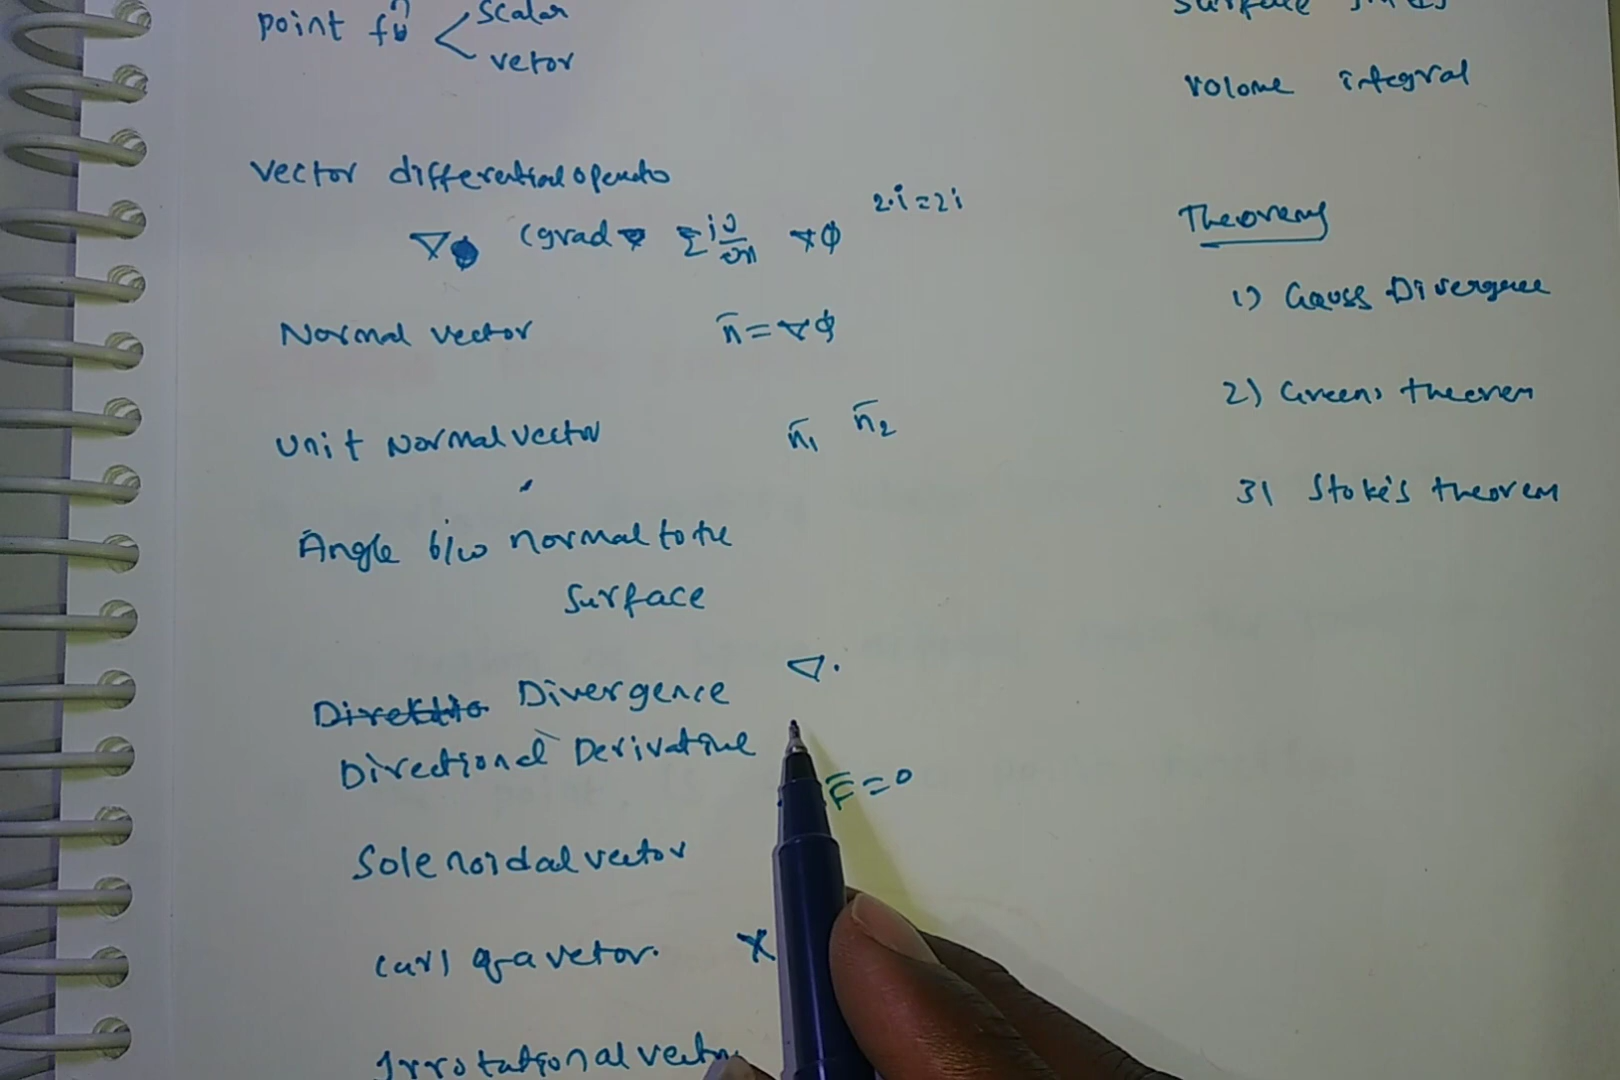 point fn scalar
vetor
vector differential operato
∇ (grad Σ i∂/∂x ∇φ 2·i=2i
Normal vector n̄=∇φ
Unit Normal vector n̄1 n̄2
Angle b/w normal to the
surface
Divergence ∇.
Directional Derivative
F̄=0
Solenoidal vector
curl of a vetor. x
Irrotational vector
volume integral
Theorems
1) Gauss Divergence
2) Greens theorem
3) Stoke's theorem